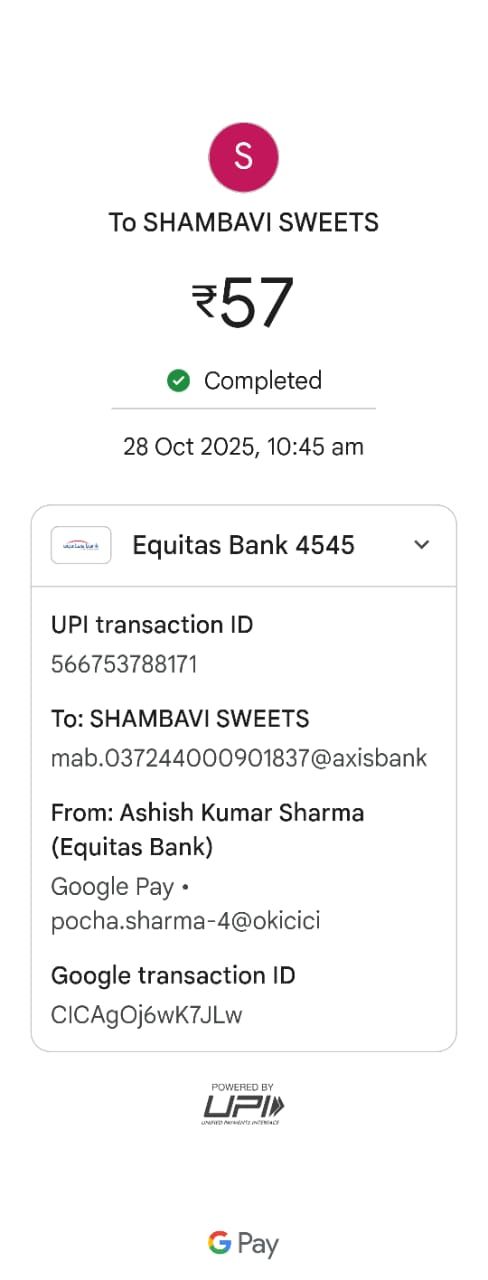 S
To SHAMBAVI SWEETS
₹57
Completed
28 Oct 2025, 10:45 am
Equitas Bank 4545
UPI transaction ID
566753788171
To: SHAMBAVI SWEETS
mab.037244000901837@axisbank
From: Ashish Kumar Sharma
(Equitas Bank)
Google Pay •
pocha.sharma-4@okicici
Google transaction ID
CICAgOj6wK7JLw
POWERED BY
UPI
UNIFIED PAYMENTS INTERFACE
G Pay